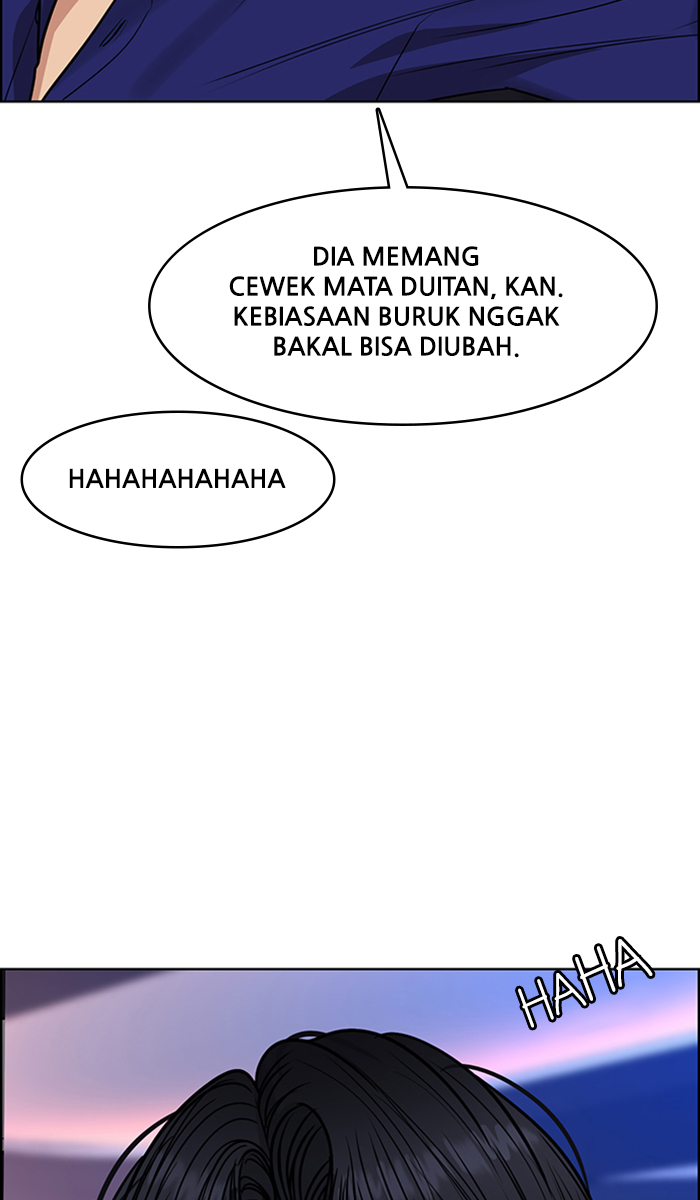 DIA MEMANG
CEWEK MATA DUITAN, KAN.
KEBIASAAN BURUK NGGAK
BAKAL BISA DIUBAH.
HAHAHAHAHAHA
HAHA